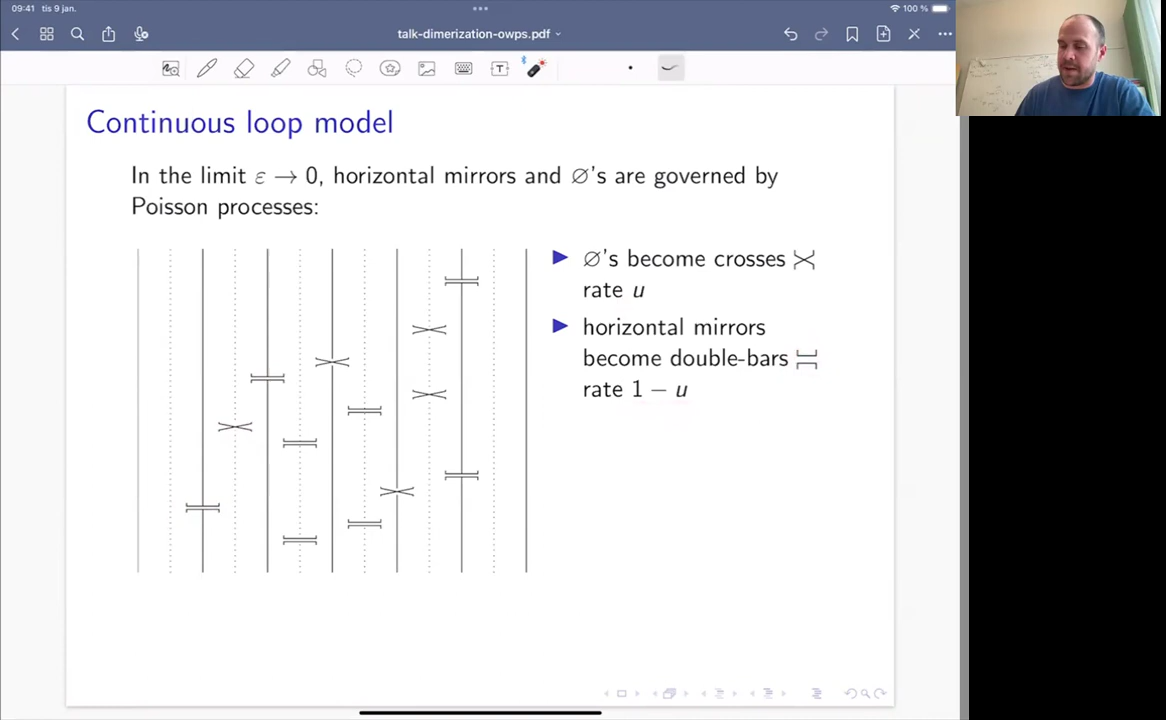 09:41 tis 9 jan.
100 %
talk-dimerization-owps.pdf
Continuous loop model
In the limit ε → 0, horizontal mirrors and ∅'s are governed by
Poisson processes:
∅'s become crosses
rate u
horizontal mirrors
become double-bars
rate 1 − u